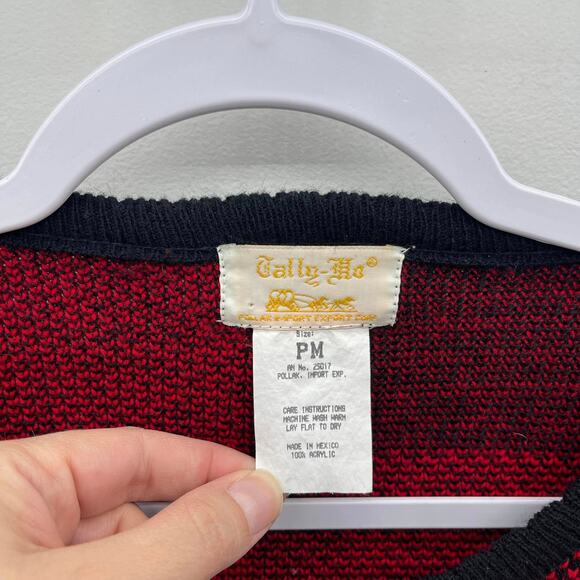 Tally-Ho®
POLLAK IMPORT EXPORT CORP.
Size:
PM
AN No. 25017
POLLAK. IMPORT EXP.
CARE INSTRUCTIONS
MACHINE WASH WARM
LAY FLAT TO DRY
MADE IN MEXICO
100% ACRYLIC